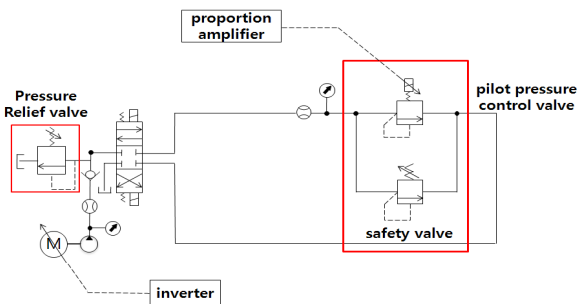 proportion
amplifier
Pressure
Relief valve
pilot pressure
control valve
safety valve
M
inverter